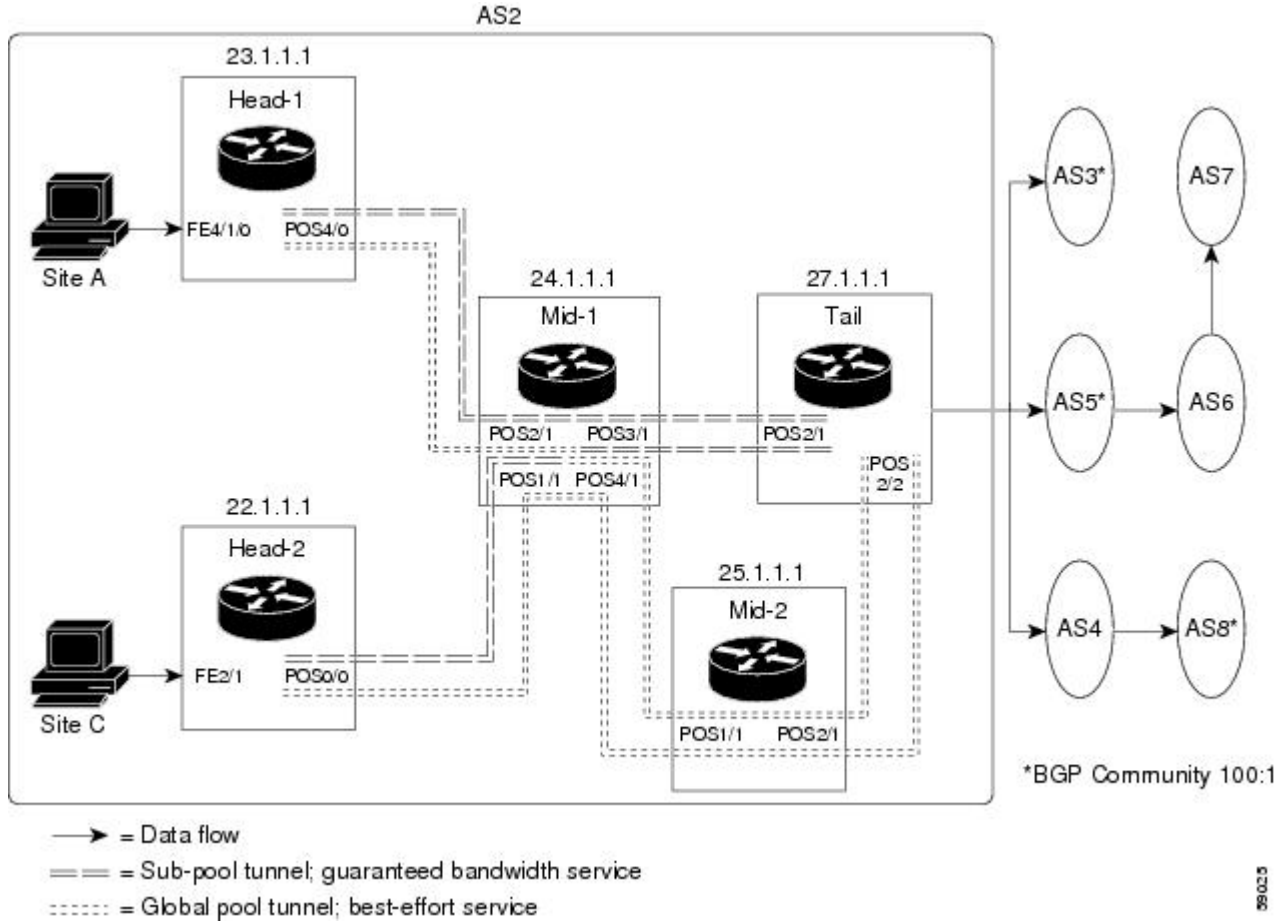 AS2
23.1.1.1
Head-1
FE4/1/0 POS4/0
Site A
24.1.1.1
Mid-1
POS2/1 POS3/1
POS1/1 POS4/1
27.1.1.1
Tail
POS2/1
POS
2/2
22.1.1.1
Head-2
FE2/1 POS0/0
Site C
25.1.1.1
Mid-2
POS1/1 POS2/1
AS3* AS7
AS5* AS6
AS4 AS8*
*BGP Community 100:1
= Data flow
= Sub-pool tunnel; guaranteed bandwidth service
= Global pool tunnel; best-effort service
59025